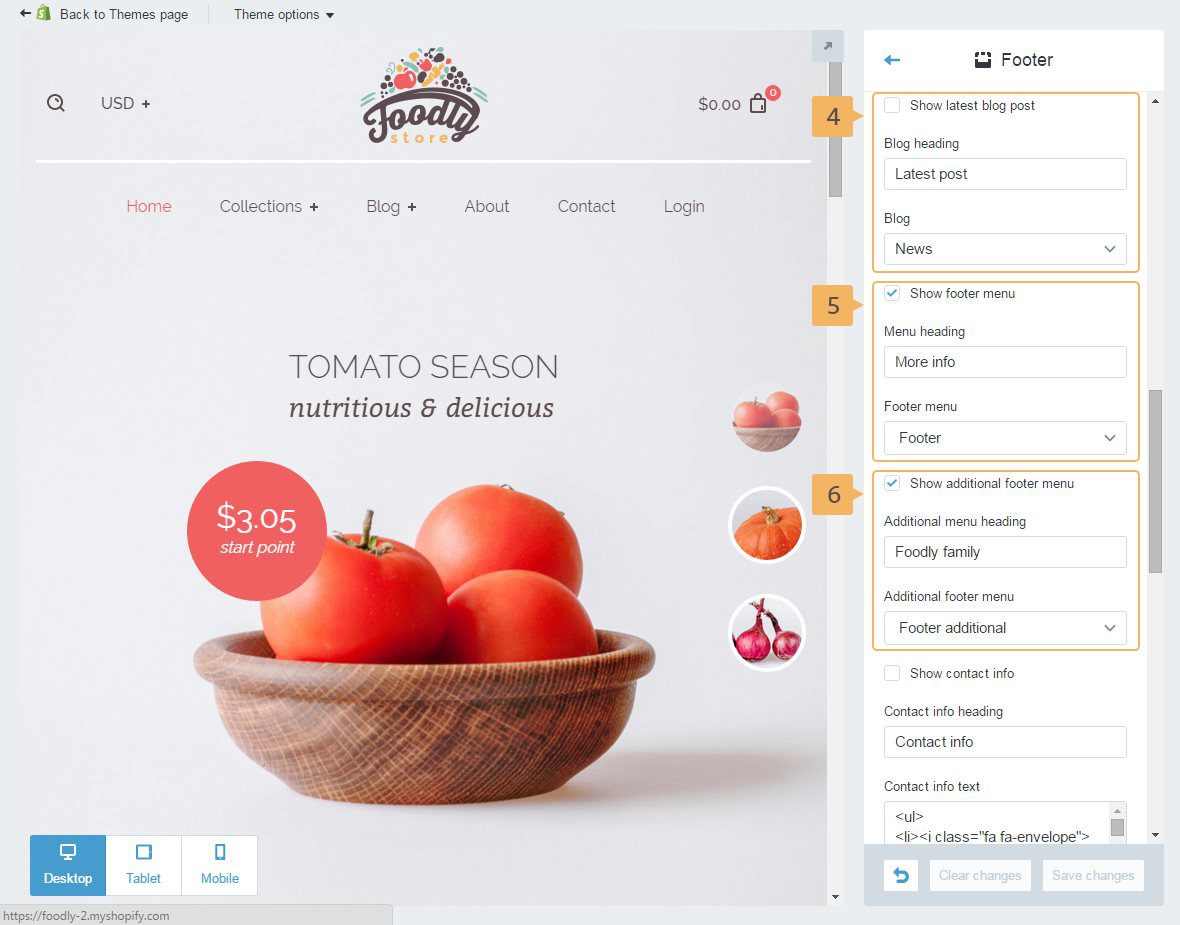 Back to Themes page
Theme options
USD +
Foodly
store
$0.00
0
Home
Collections +
Blog +
About
Contact
Login
TOMATO SEASON
nutritious & delicious
$3.05
start point
Desktop
Tablet
Mobile
https://foodly-2.myshopify.com
Footer
4
Show latest blog post
Blog heading
Latest post
Blog
News
5
Show footer menu
Menu heading
More info
Footer menu
Footer
6
Show additional footer menu
Additional menu heading
Foodly family
Additional footer menu
Footer additional
Show contact info
Contact info heading
Contact info
Contact info text
<ul>
<li><i class="fa fa-envelope">
Clear changes
Save changes